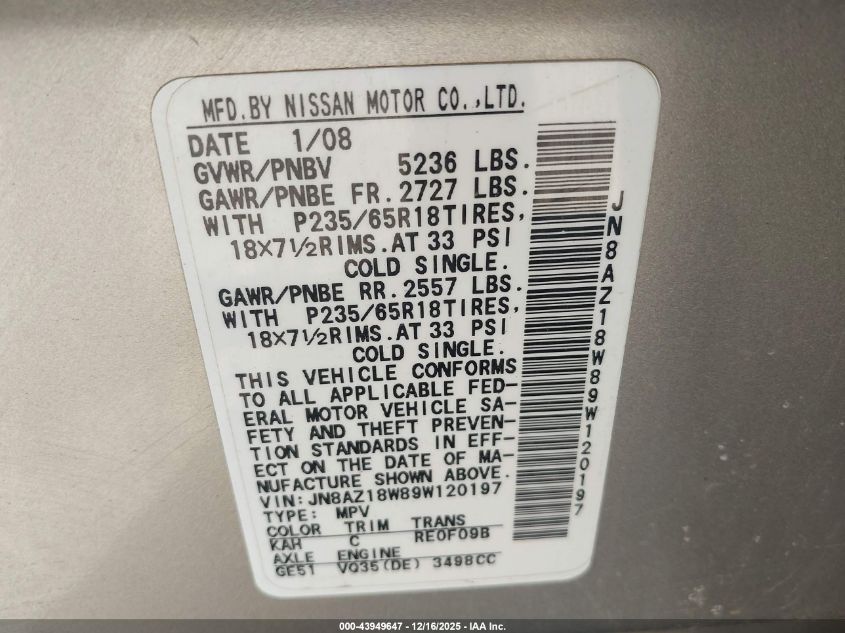 MFD.BY NISSAN MOTOR CO.,LTD.
DATE 1/08
GVWR/PNBV 5236 LBS.
GAWR/PNBE FR.2727 LBS.
WITH P235/65R18TIRES,
18X7½RIMS.AT 33 PSI
COLD SINGLE.
GAWR/PNBE RR.2557 LBS.
WITH P235/65R18TIRES,
18X7½RIMS.AT 33 PSI
COLD SINGLE.
THIS VEHICLE CONFORMS
TO ALL APPLICABLE FED-
ERAL MOTOR VEHICLE SA-
FETY AND THEFT PREVEN-
TION STANDARDS IN EFF-
ECT ON THE DATE OF MA-
NUFACTURE SHOWN ABOVE.
VIN:JN8AZ18W89W120197
TYPE: MPV
COLOR TRIM TRANS
KAH C RE0F09B
AXLE ENGINE
GE51 VQ35(DE) 3498CC
JN8AZ18W89W120197
000-43949647 - 12/16/2025 - IAA Inc.